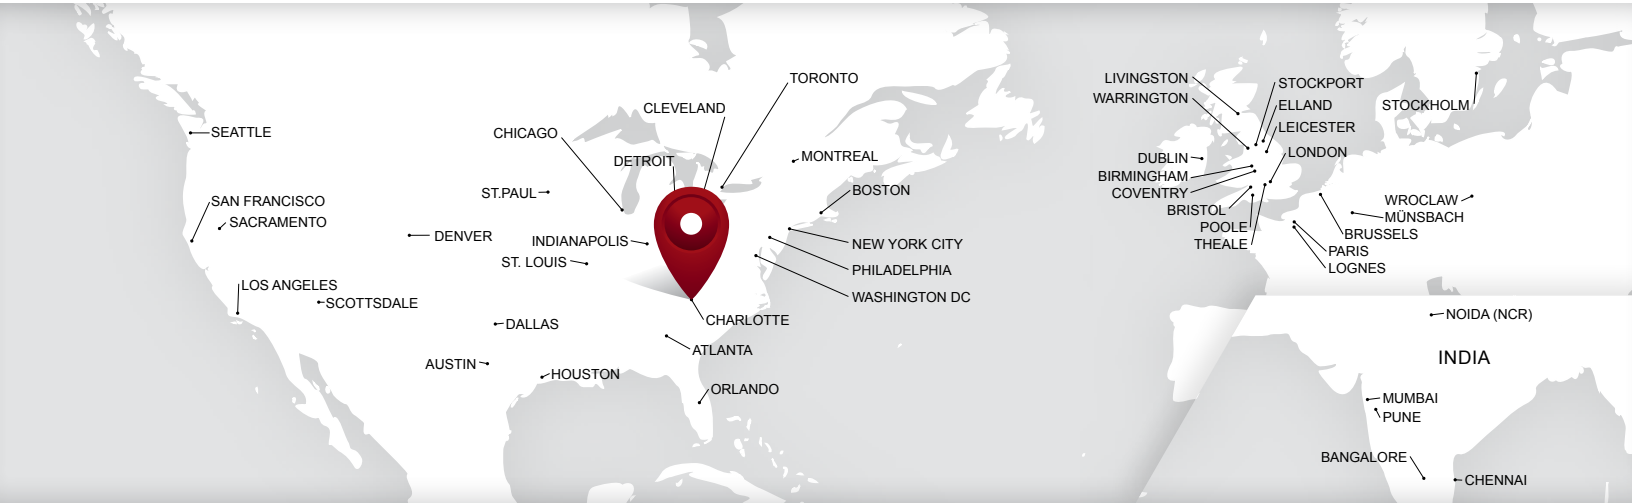 TORONTO
CLEVELAND
CHICAGO
SEATTLE
DETROIT
MONTREAL
ST.PAUL
BOSTON
SAN FRANCISCO
SACRAMENTO
DENVER
INDIANAPOLIS
NEW YORK CITY
ST. LOUIS
PHILADELPHIA
LOS ANGELES
SCOTTSDALE
WASHINGTON DC
CHARLOTTE
DALLAS
ATLANTA
AUSTIN
HOUSTON
ORLANDO
LIVINGSTON
STOCKPORT
WARRINGTON
ELLAND
STOCKHOLM
LEICESTER
LONDON
DUBLIN
BIRMINGHAM
COVENTRY
WROCLAW
BRISTOL
MÜNSBACH
POOLE
BRUSSELS
THEALE
PARIS
LOGNES
NOIDA (NCR)
INDIA
MUMBAI
PUNE
BANGALORE
CHENNAI